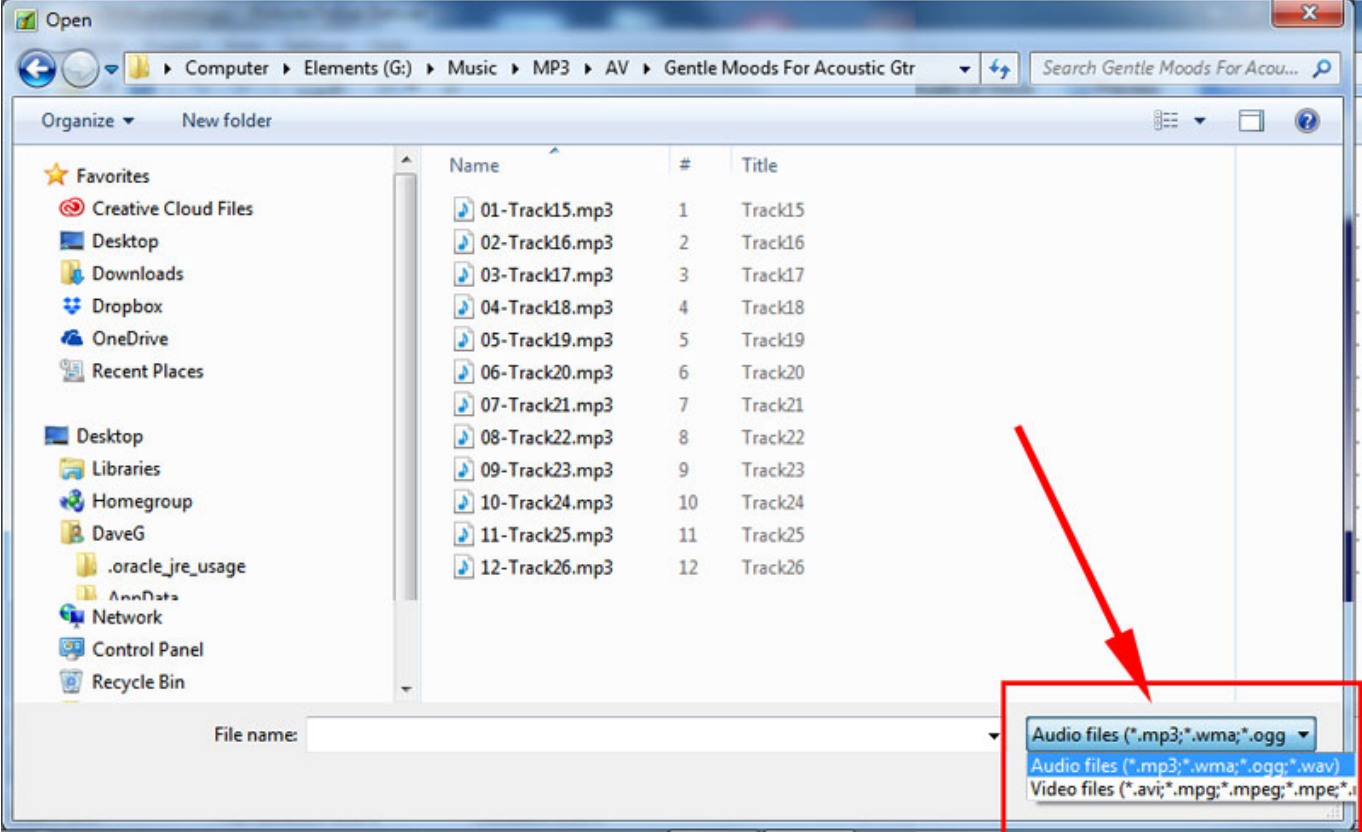 Open
Computer Elements (G:) Music MP3 AV Gentle Moods For Acoustic Gtr
Search Gentle Moods For Acou...
Organize New folder
Favorites
Creative Cloud Files
Desktop
Downloads
Dropbox
OneDrive
Recent Places
Desktop
Libraries
Homegroup
DaveG
.oracle_jre_usage
AppData
Network
Control Panel
Recycle Bin
Name # Title
01-Track15.mp3 1 Track15
02-Track16.mp3 2 Track16
03-Track17.mp3 3 Track17
04-Track18.mp3 4 Track18
05-Track19.mp3 5 Track19
06-Track20.mp3 6 Track20
07-Track21.mp3 7 Track21
08-Track22.mp3 8 Track22
09-Track23.mp3 9 Track23
10-Track24.mp3 10 Track24
11-Track25.mp3 11 Track25
12-Track26.mp3 12 Track26
File name:
Audio files (*.mp3;*.wma;*.ogg
Audio files (*.mp3;*.wma;*.ogg;*.wav)
Video files (*.avi;*.mpg;*.mpeg;*.mpe;*.